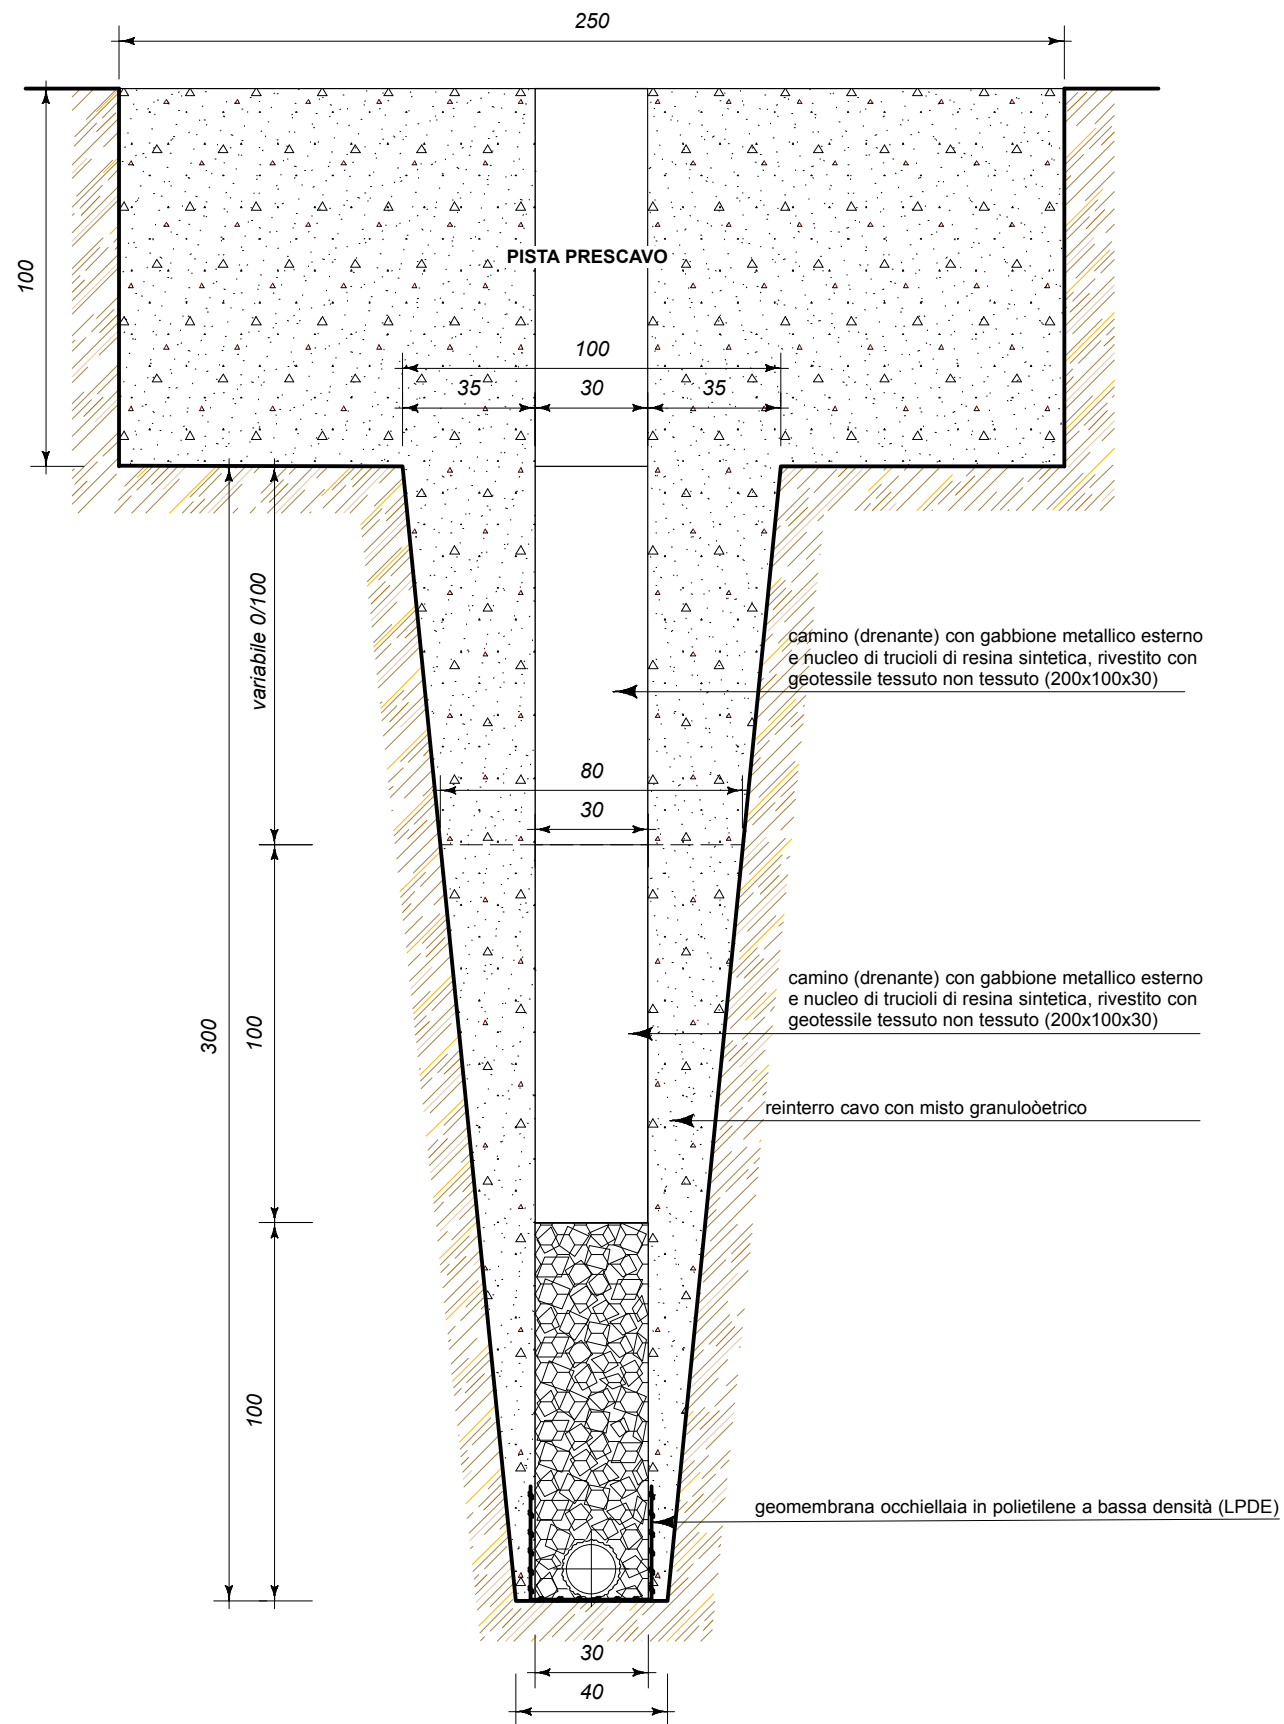 250
100
PISTA PRESCAVO
100
35
30
35
variabile 0/100
camino (drenante) con gabbione metallico esterno
e nucleo di trucioli di resina sintetica, rivestito con
geotessile tessuto non tessuto (200x100x30)
80
30
300
100
camino (drenante) con gabbione metallico esterno
e nucleo di trucioli di resina sintetica, rivestito con
geotessile tessuto non tessuto (200x100x30)
reinterro cavo con misto granuloòetrico
100
geomembrana occhiellaia in polietilene a bassa densità (LPDE)
30
40